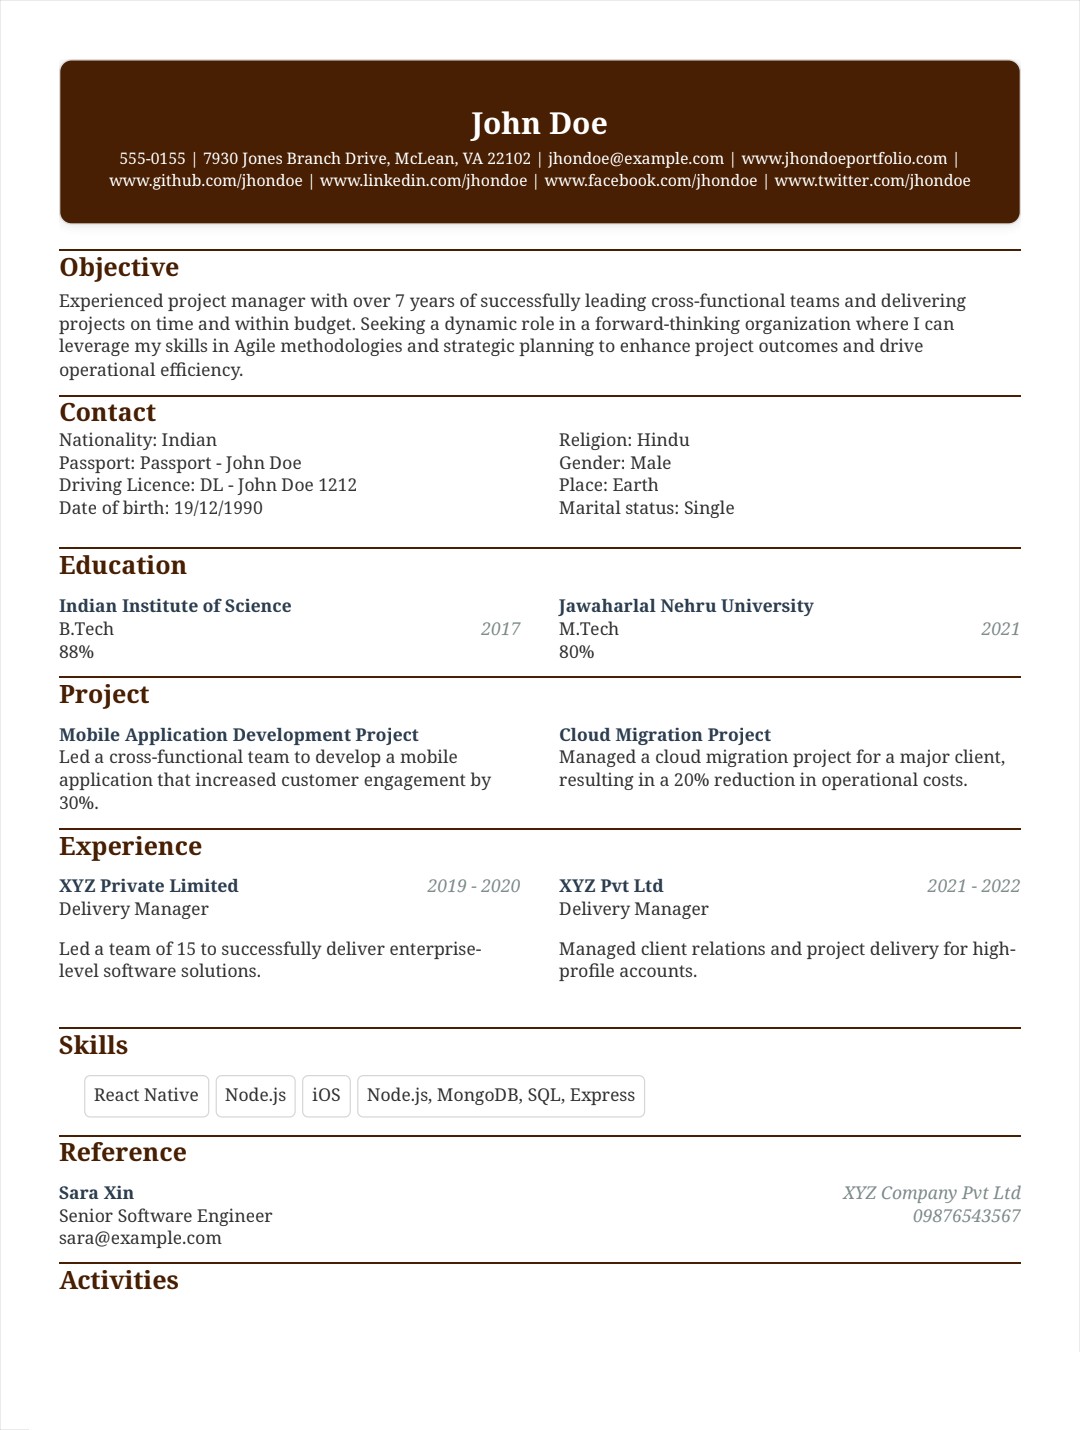 John Doe
555-0155 | 7930 Jones Branch Drive, McLean, VA 22102 | jhondoe@example.com | www.jhondoeportfolio.com |
www.github.com/jhondoe | www.linkedin.com/jhondoe | www.facebook.com/jhondoe | www.twitter.com/jhondoe
Objective
Experienced project manager with over 7 years of successfully leading cross-functional teams and delivering
projects on time and within budget. Seeking a dynamic role in a forward-thinking organization where I can
leverage my skills in Agile methodologies and strategic planning to enhance project outcomes and drive
operational efficiency.
Contact
Nationality: Indian
Passport: Passport - John Doe
Driving Licence: DL - John Doe 1212
Date of birth: 19/12/1990
Religion: Hindu
Gender: Male
Place: Earth
Marital status: Single
Education
Indian Institute of Science
B.Tech 2017
88%
Jawaharlal Nehru University
M.Tech 2021
80%
Project
Mobile Application Development Project
Led a cross-functional team to develop a mobile
application that increased customer engagement by
30%.
Cloud Migration Project
Managed a cloud migration project for a major client,
resulting in a 20% reduction in operational costs.
Experience
XYZ Private Limited 2019 - 2020
Delivery Manager
Led a team of 15 to successfully deliver enterprise-
level software solutions.
XYZ Pvt Ltd 2021 - 2022
Delivery Manager
Managed client relations and project delivery for high-
profile accounts.
Skills
React Native Node.js iOS Node.js, MongoDB, SQL, Express
Reference
Sara Xin XYZ Company Pvt Ltd
Senior Software Engineer 09876543567
sara@example.com
Activities